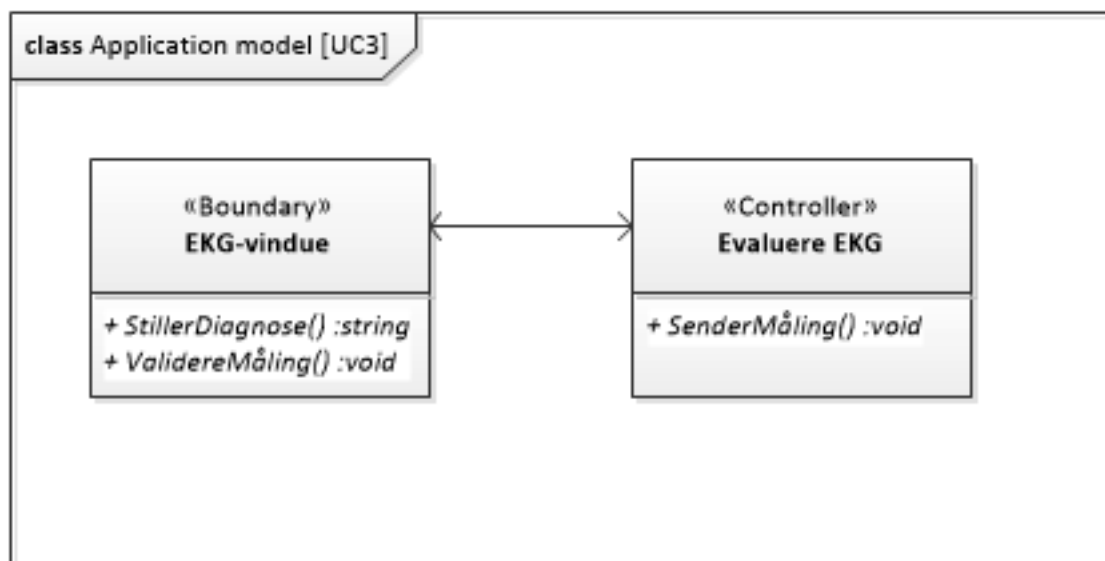 class Application model [UC3]
«Boundary»
EKG-vindue
+ StillerDiagnose() :string
+ ValidereMåling() :void
«Controller»
Evaluere EKG
+ SenderMåling() :void